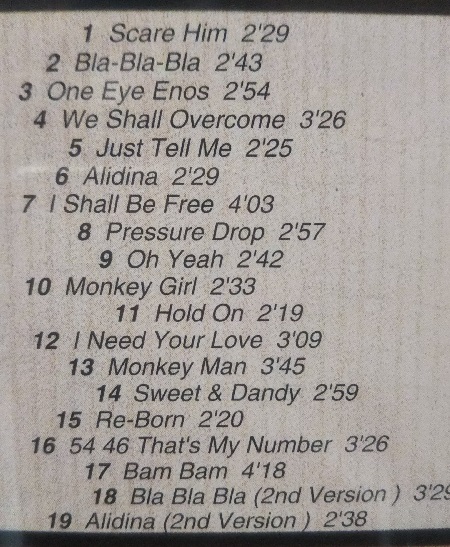 1 Scare Him 2'29
2 Bla-Bla-Bla 2'43
3 One Eye Enos 2'54
4 We Shall Overcome 3'26
5 Just Tell Me 2'25
6 Alidina 2'29
7 I Shall Be Free 4'03
8 Pressure Drop 2'57
9 Oh Yeah 2'42
10 Monkey Girl 2'33
11 Hold On 2'19
12 I Need Your Love 3'09
13 Monkey Man 3'45
14 Sweet & Dandy 2'59
15 Re-Born 2'20
16 54 46 That's My Number 3'26
17 Bam Bam 4'18
18 Bla Bla Bla (2nd Version ) 3'29
19 Alidina (2nd Version ) 2'38